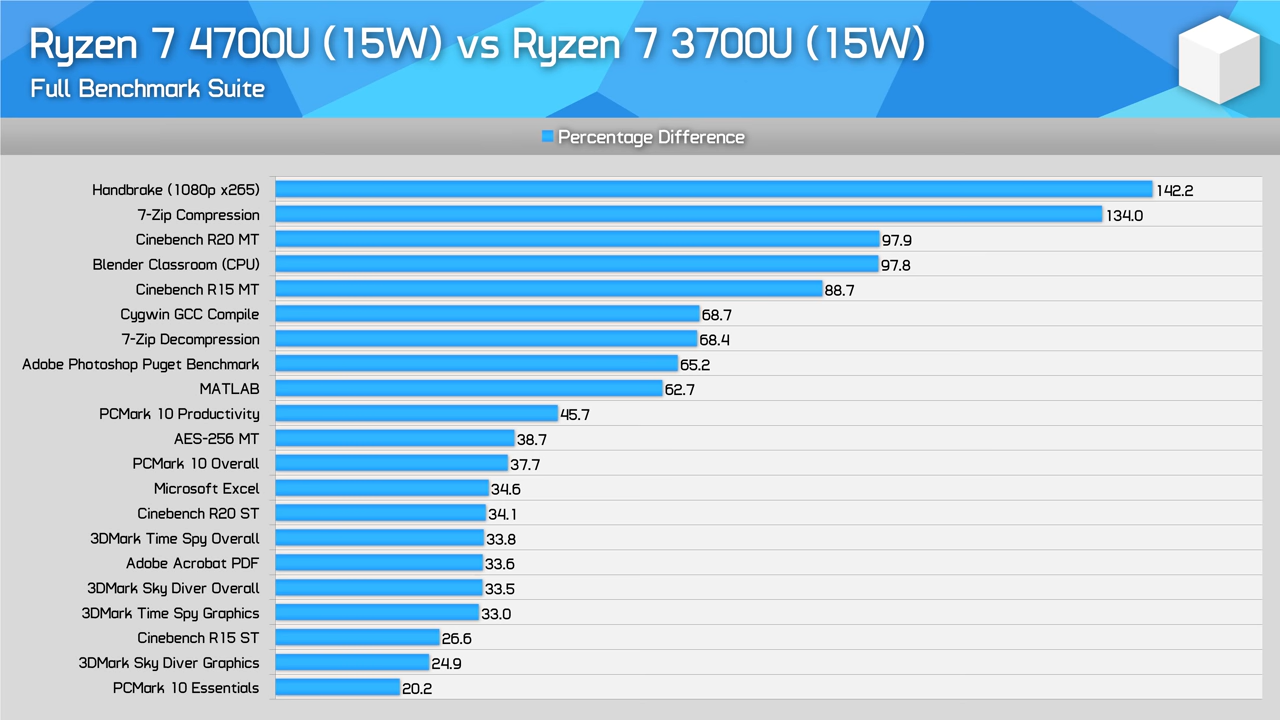 Ryzen 7 4700U (15W) vs Ryzen 7 3700U (15W)
Full Benchmark Suite
Percentage Difference
Handbrake (1080p x265) 142.2
7-Zip Compression 134.0
Cinebench R20 MT 97.9
Blender Classroom (CPU) 97.8
Cinebench R15 MT 88.7
Cygwin GCC Compile 68.7
7-Zip Decompression 68.4
Adobe Photoshop Puget Benchmark 65.2
MATLAB 62.7
PCMark 10 Productivity 45.7
AES-256 MT 38.7
PCMark 10 Overall 37.7
Microsoft Excel 34.6
Cinebench R20 ST 34.1
3DMark Time Spy Overall 33.8
Adobe Acrobat PDF 33.6
3DMark Sky Diver Overall 33.5
3DMark Time Spy Graphics 33.0
Cinebench R15 ST 26.6
3DMark Sky Diver Graphics 24.9
PCMark 10 Essentials 20.2